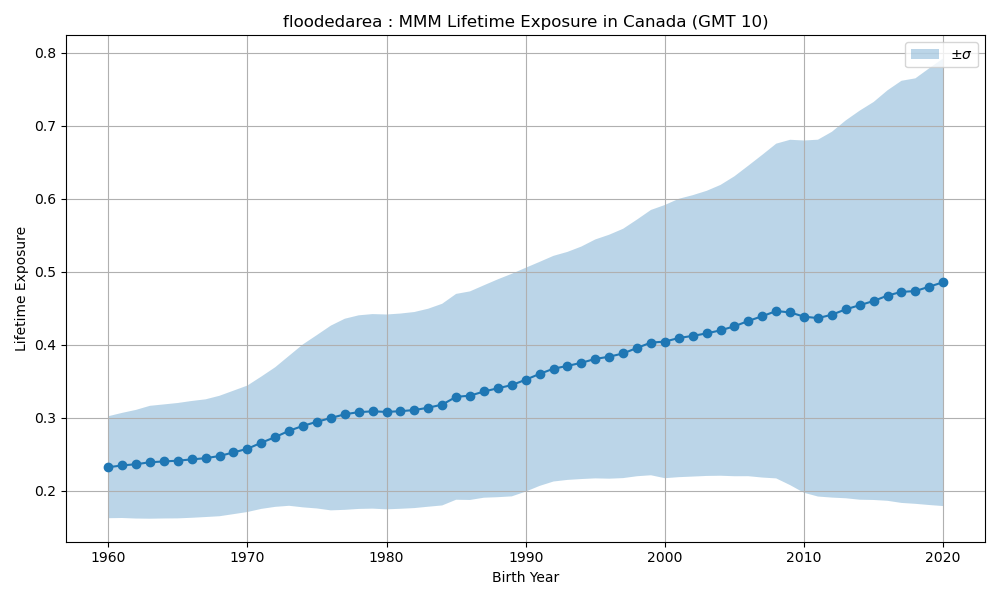 floodedarea : MMM Lifetime Exposure in Canada (GMT 10)
±σ
Lifetime Exposure
0.8
0.7
0.6
0.5
0.4
0.3
0.2
1960 1970 1980 1990 2000 2010 2020
Birth Year